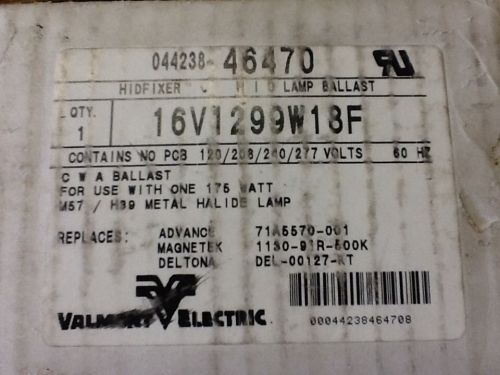 044238-46470
HIDFIXER HID LAMP BALLAST
QTY.
1
16V1299W18F
CONTAINS NO PCB 120/208/240/277 VOLTS 60 HZ
C W A BALLAST
FOR USE WITH ONE 175 WATT
M57 / H39 METAL HALIDE LAMP
REPLACES: ADVANCE 71A5570-001
MAGNETEK 1130-91R-500K
DELTONA DEL-00127-KT
VALMONT ELECTRIC
00044238464708